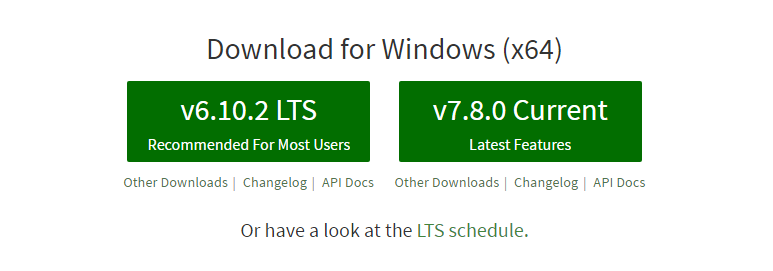 Download for Windows (x64)
v6.10.2 LTS
Recommended For Most Users
v7.8.0 Current
Latest Features
Other Downloads | Changelog | API Docs
Other Downloads | Changelog | API Docs
Or have a look at the LTS schedule.